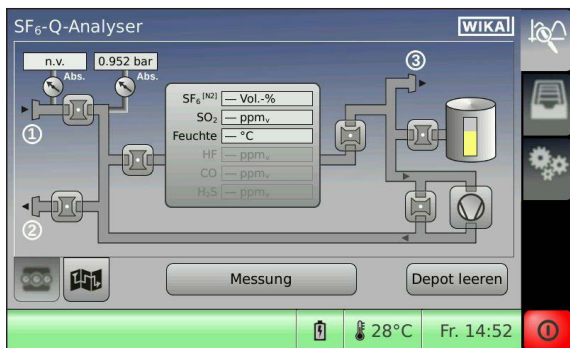 SF₆-Q-Analyser
WIKA
n.v.
0.952 bar
Abs.
Abs.
③
①
SF₆ [N2] — Vol.-%
SO₂ — ppmᵥ
Feuchte — °C
HF — ppmᵥ
CO — ppmᵥ
H₂S — ppmᵥ
②
Messung
Depot leeren
28°C
Fr. 14:52